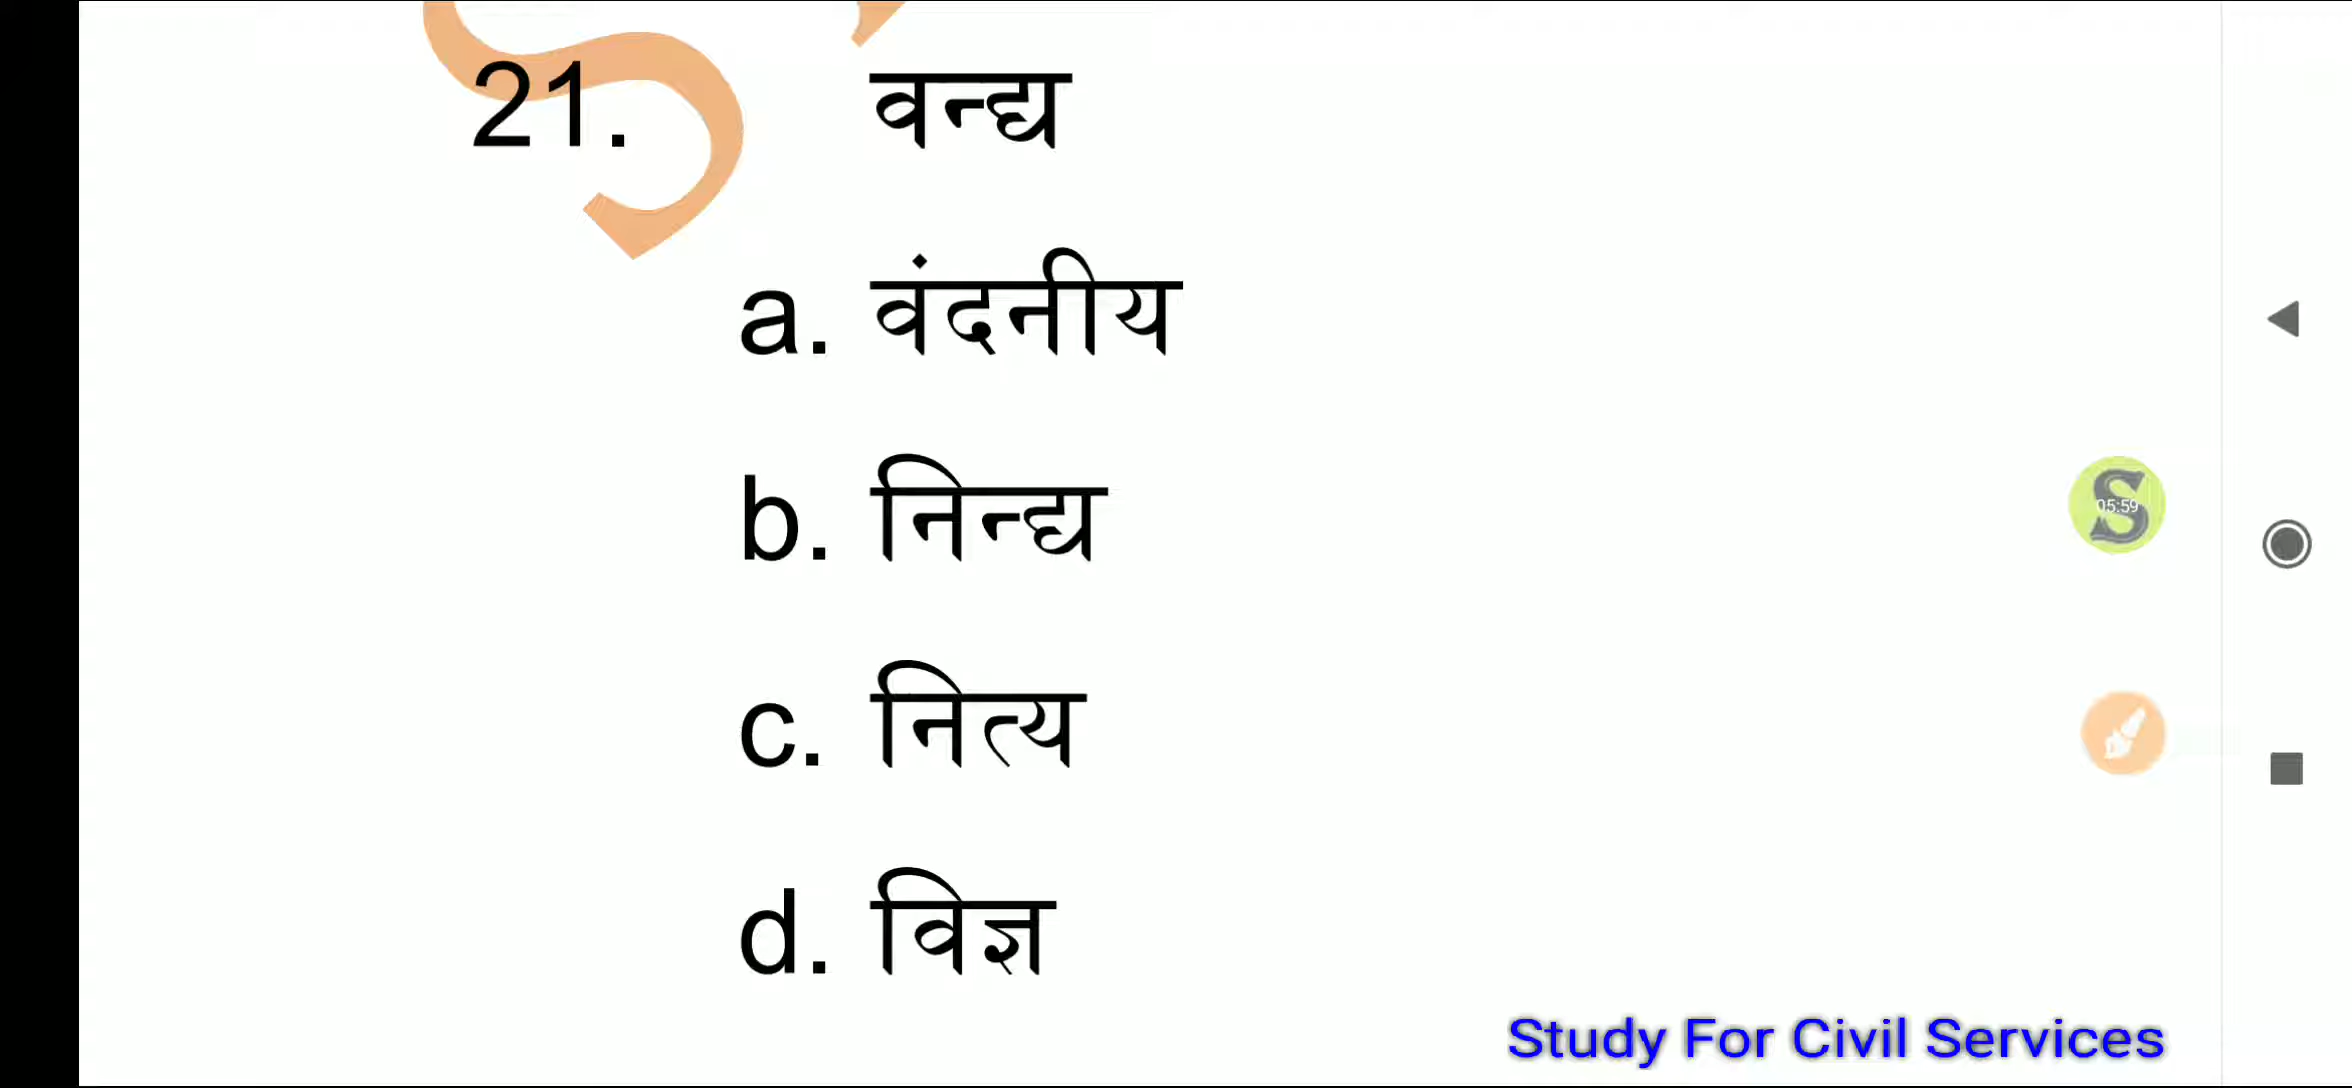 21. वन्द्य
a. वंदनीय
b. निन्द्य
c. नित्य
d. विज्ञ
S
05:59
Study For Civil Services